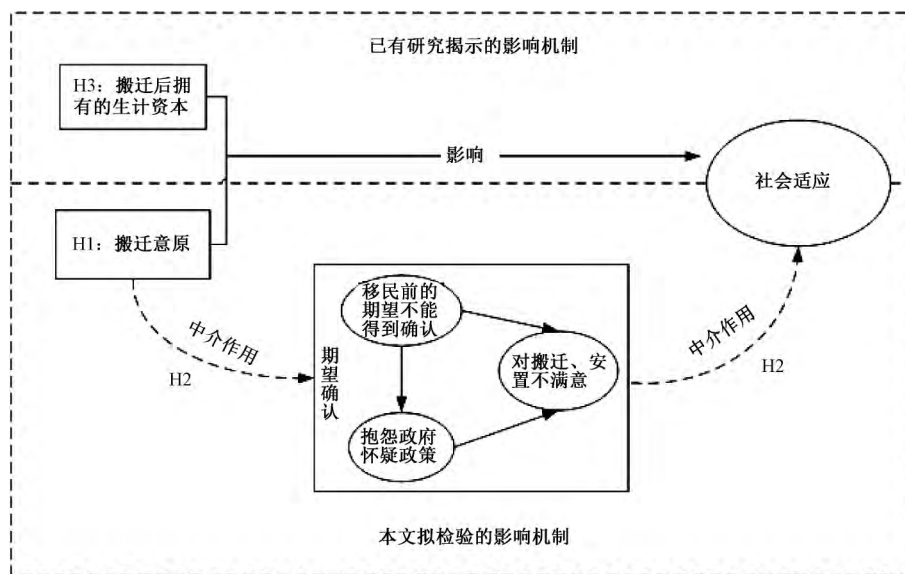 已有研究揭示的影响机制
H3：搬迁后拥
有的生计资本
影响
社会适应
H1：搬迁意原
中介作用
H2
期望确认
移民前的
期望不能
得到确认
对搬迁、安
置不满意
抱怨政府
怀疑政策
中介作用
H2
本文拟检验的影响机制